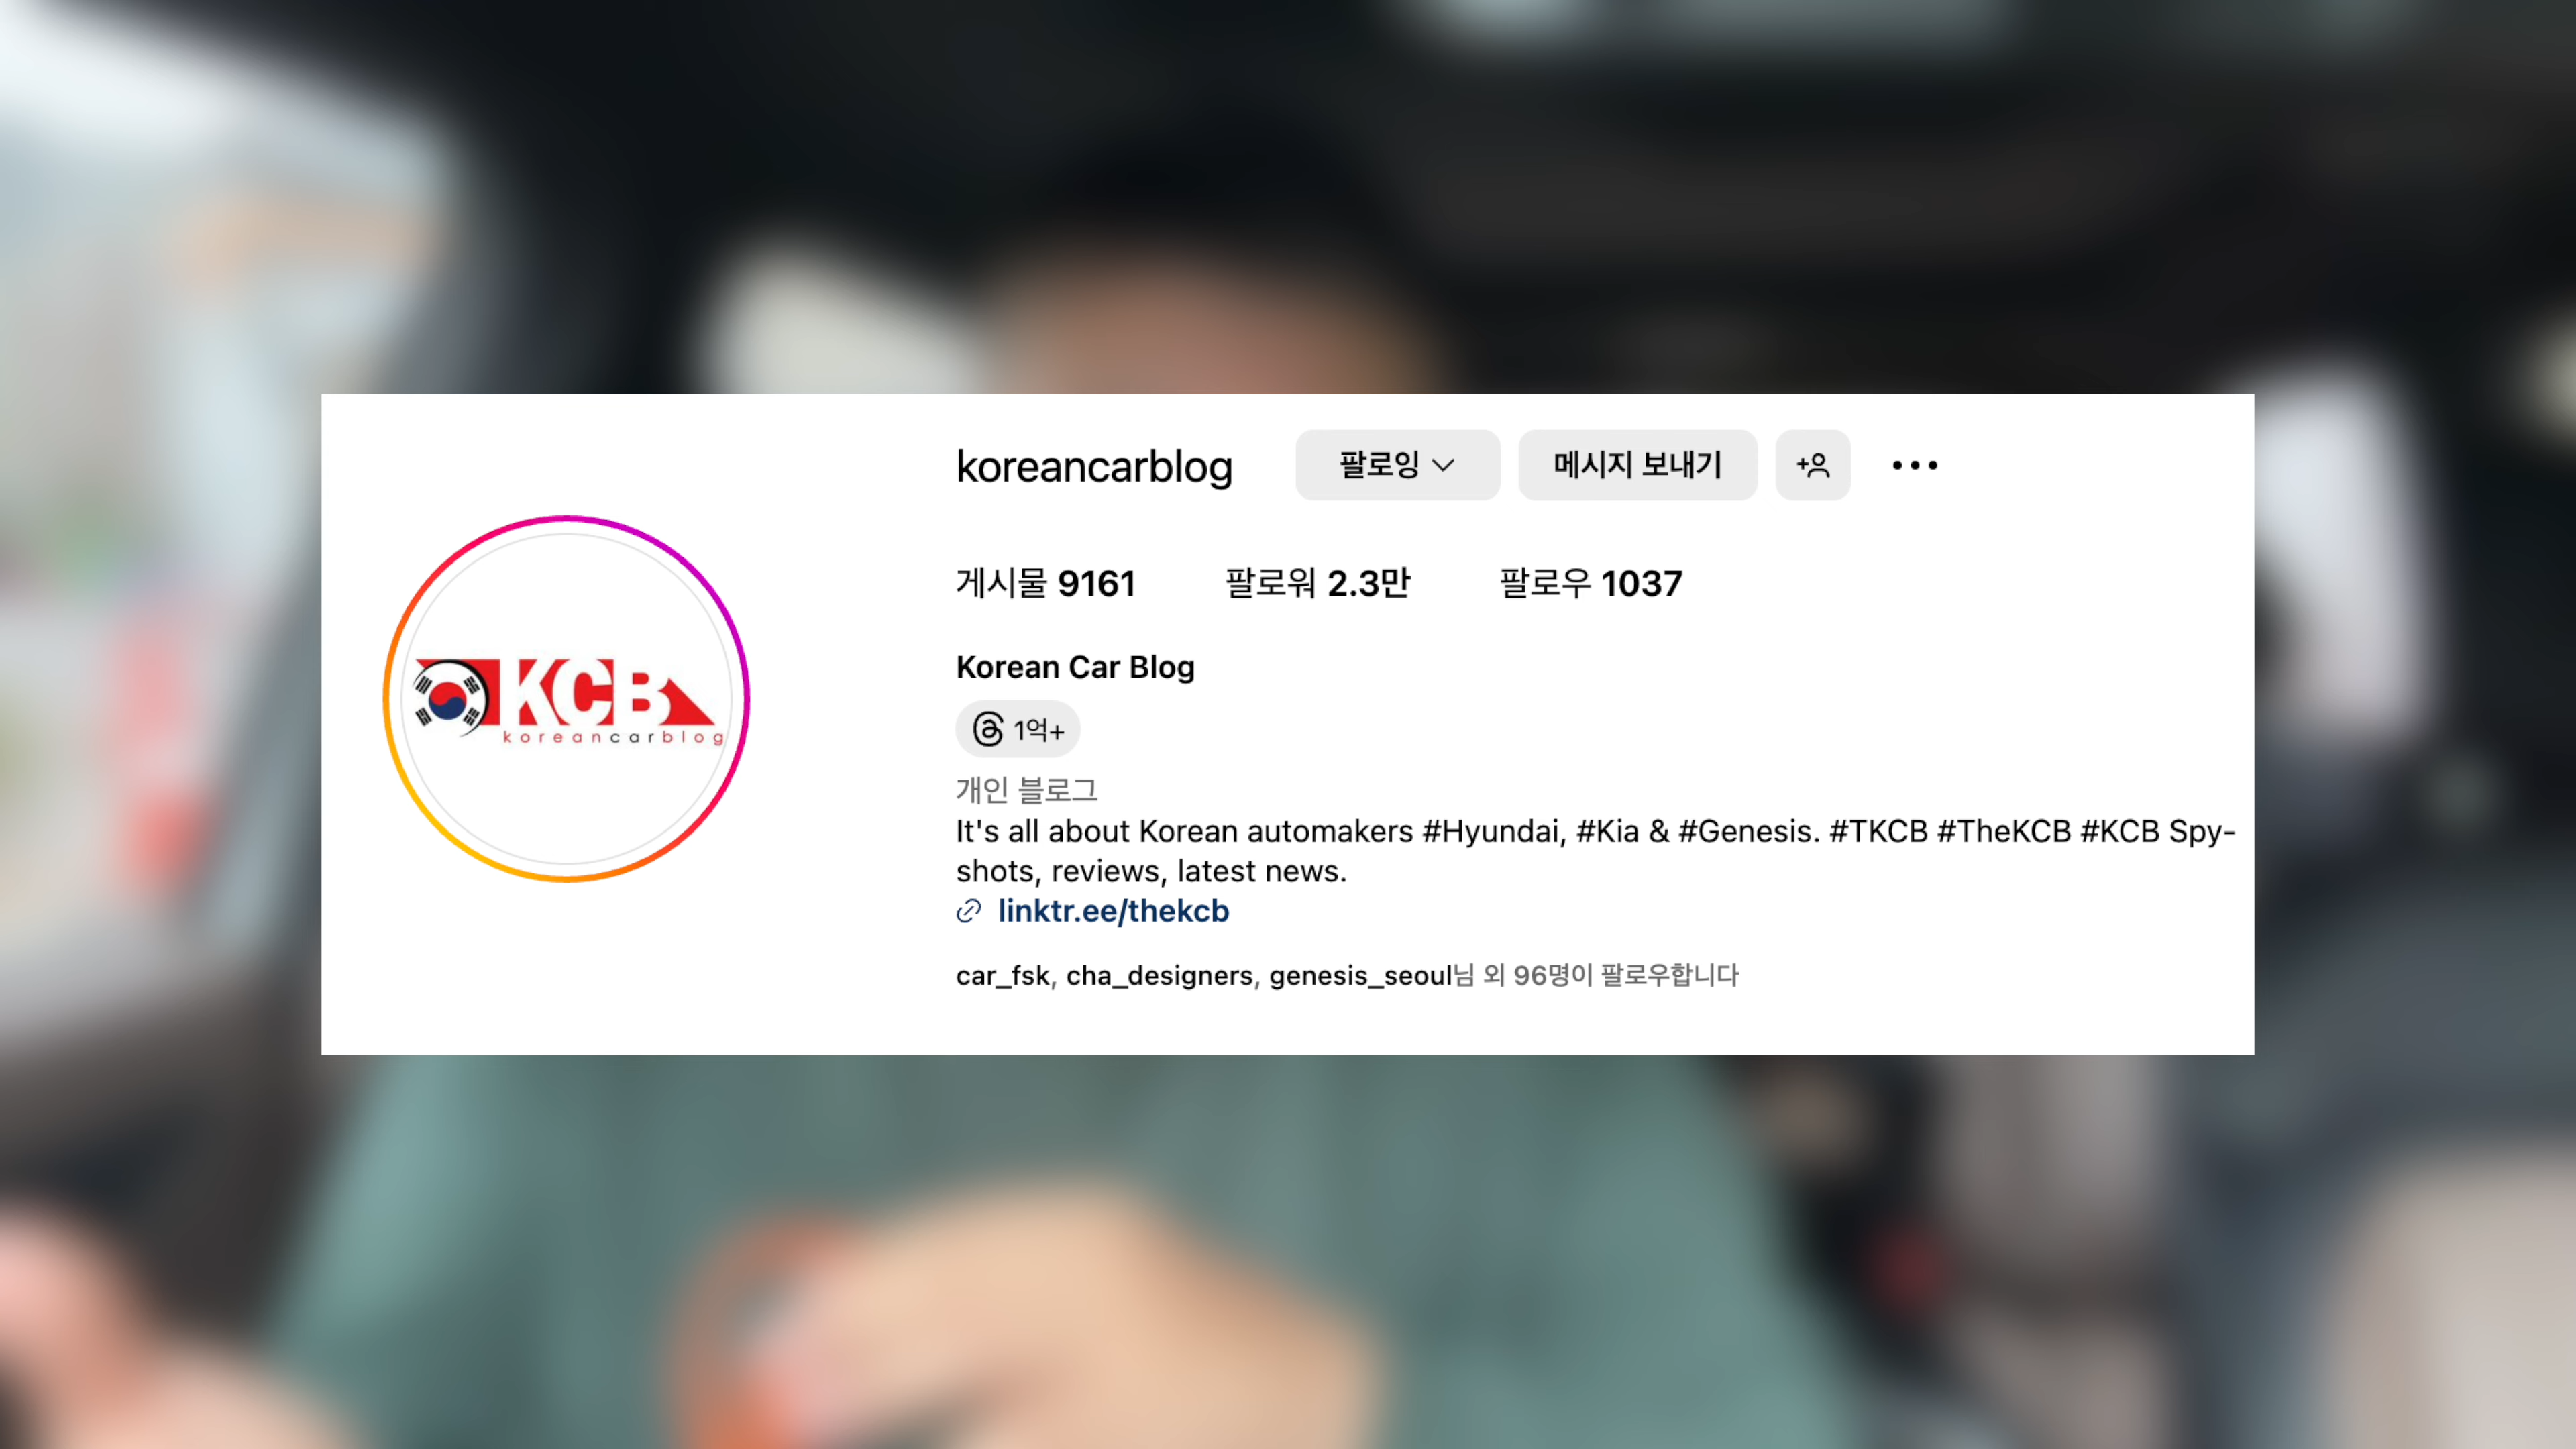 koreancarblog 팔로잉 메시지 보내기
게시물 9161 팔로워 2.3만 팔로우 1037
KCB
koreancarblog
Korean Car Blog
1억+
개인 블로그
It's all about Korean automakers #Hyundai, #Kia & #Genesis. #TKCB #TheKCB #KCB Spy-
shots, reviews, latest news.
linktr.ee/thekcb
car_fsk, cha_designers, genesis_seoul님 외 96명이 팔로우합니다